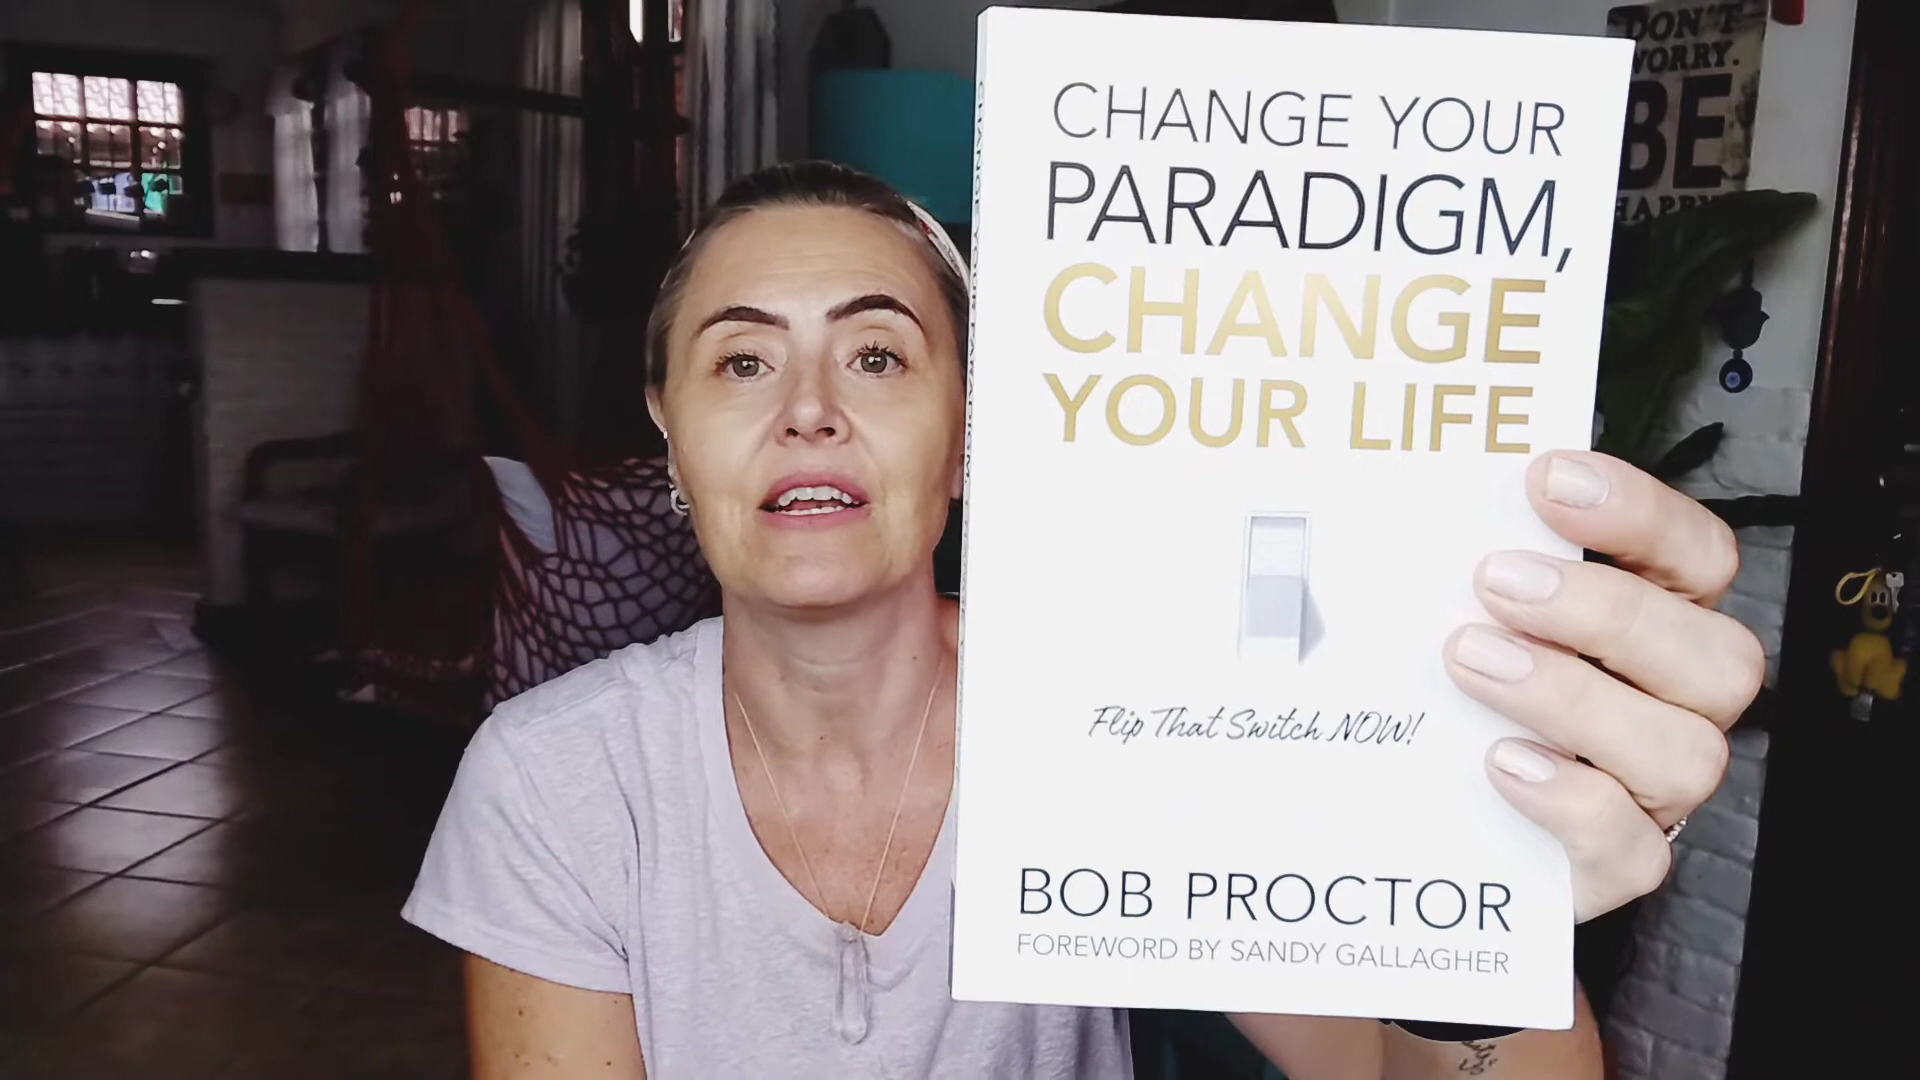 CHANGE YOUR
PARADIGM,
CHANGE
YOUR LIFE
Flip That Switch NOW!
BOB PROCTOR
FOREWORD BY SANDY GALLAGHER
DON'T
WORRY.
BE
HAPPY